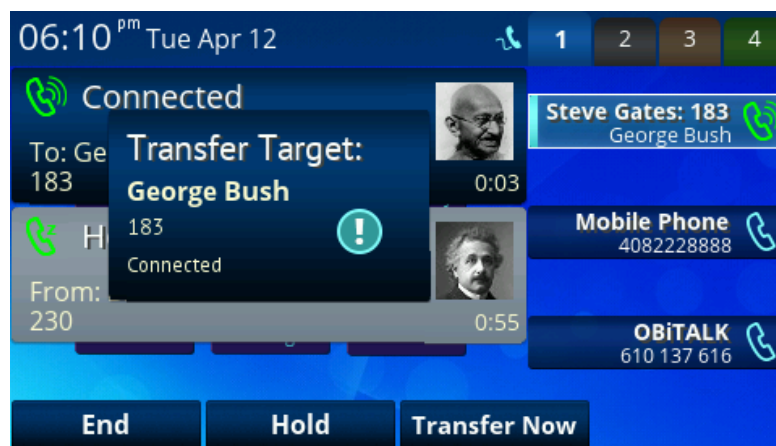 06:10 pm Tue Apr 12
1 2 3 4
Connected
To: Ge
183
0:03
Transfer Target:
George Bush
183
Connected
H
From:
230
0:55
Steve Gates: 183
George Bush
Mobile Phone
4082228888
OBiTALK
610 137 616
End Hold Transfer Now